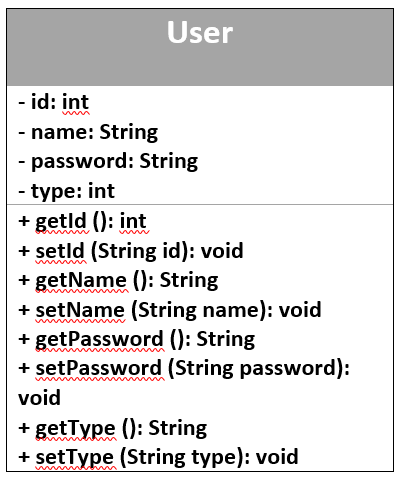 User
- id: int
- name: String
- password: String
- type: int
+ getId (): int
+ setId (String id): void
+ getName (): String
+ setName (String name): void
+ getPassword (): String
+ setPassword (String password):
void
+ getType (): String
+ setType (String type): void